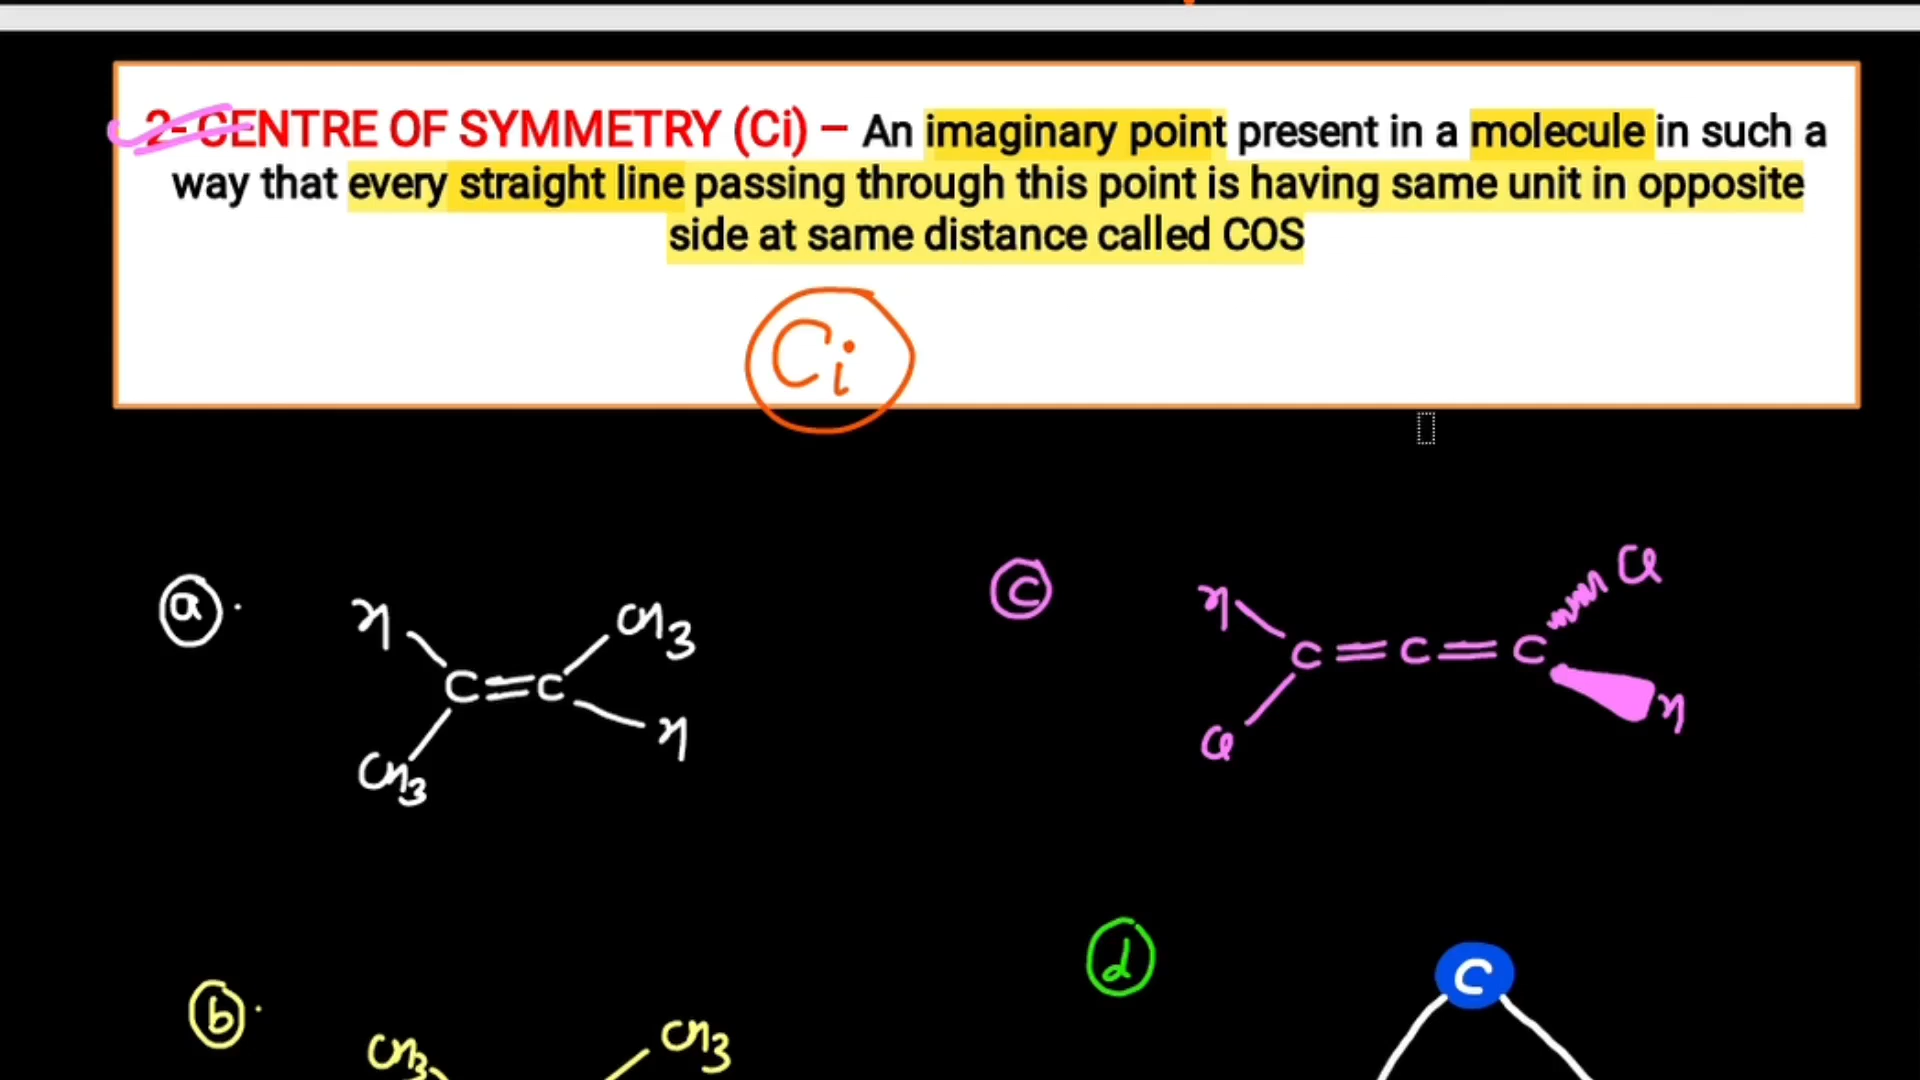 2- CENTRE OF SYMMETRY (Ci) – An imaginary point present in a molecule in such a
way that every straight line passing through this point is having same unit in opposite
side at same distance called COS
Ci
a.
H
CH3
C=C
CH3
H
c
H
Cl
C=C=C
Cl
H
b.
CH3
CH3
d
C